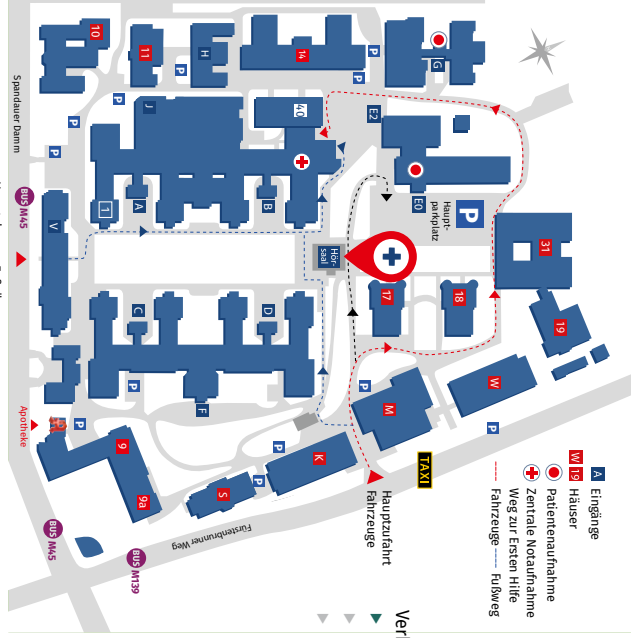 10
11
H
14
P
P
P
P
P
P
G
J
40
E2
E0
Haupt-
parkplatz
P
Spandauer Damm
BUS M45
1
A
B
V
Hör-
saal
31
17
18
19
C
D
F
P
P
W
M
P
P
TAXI
Apotheke
P
9
9a
S
P
K
Hauptzufahrt
Fahrzeuge
Fürstenbrunner Weg
BUS M45
BUS M139
A Eingänge
W 19 Häuser
Patientenaufnahme
Zentrale Notaufnahme
Weg zur Ersten Hilfe
Fahrzeuge
Fußweg